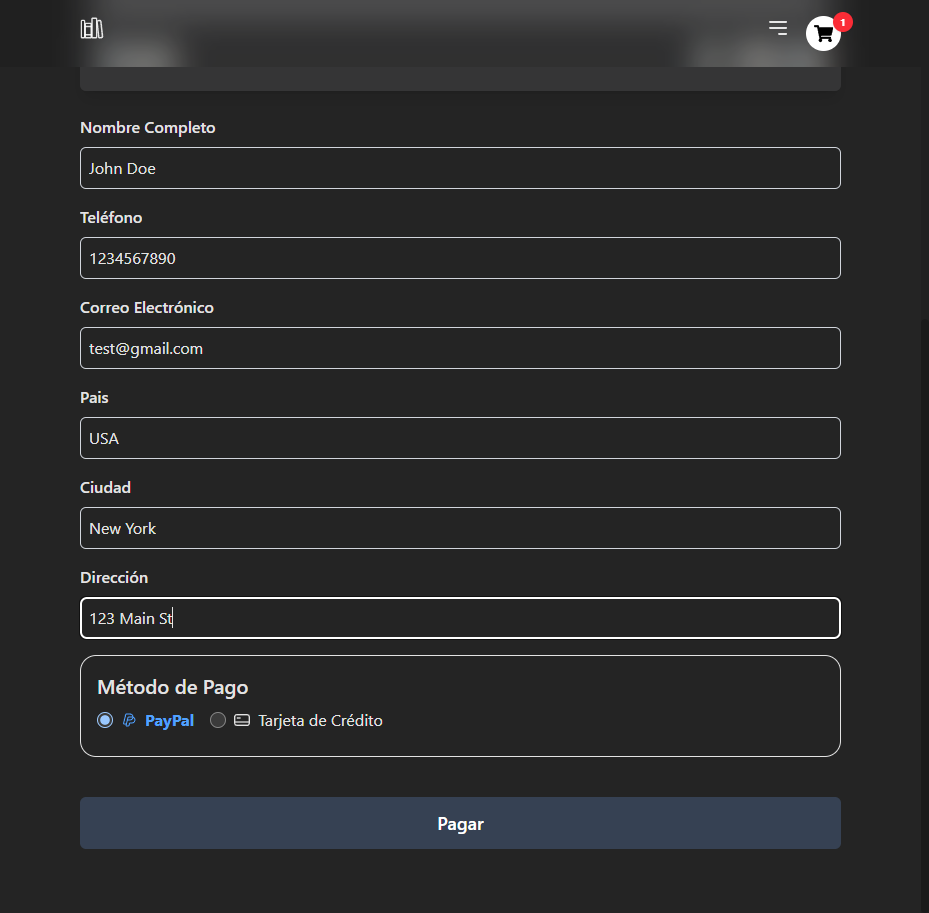 1
Nombre Completo
John Doe
Teléfono
1234567890
Correo Electrónico
test@gmail.com
Pais
USA
Ciudad
New York
Dirección
123 Main St
Método de Pago
PayPal Tarjeta de Crédito
Pagar